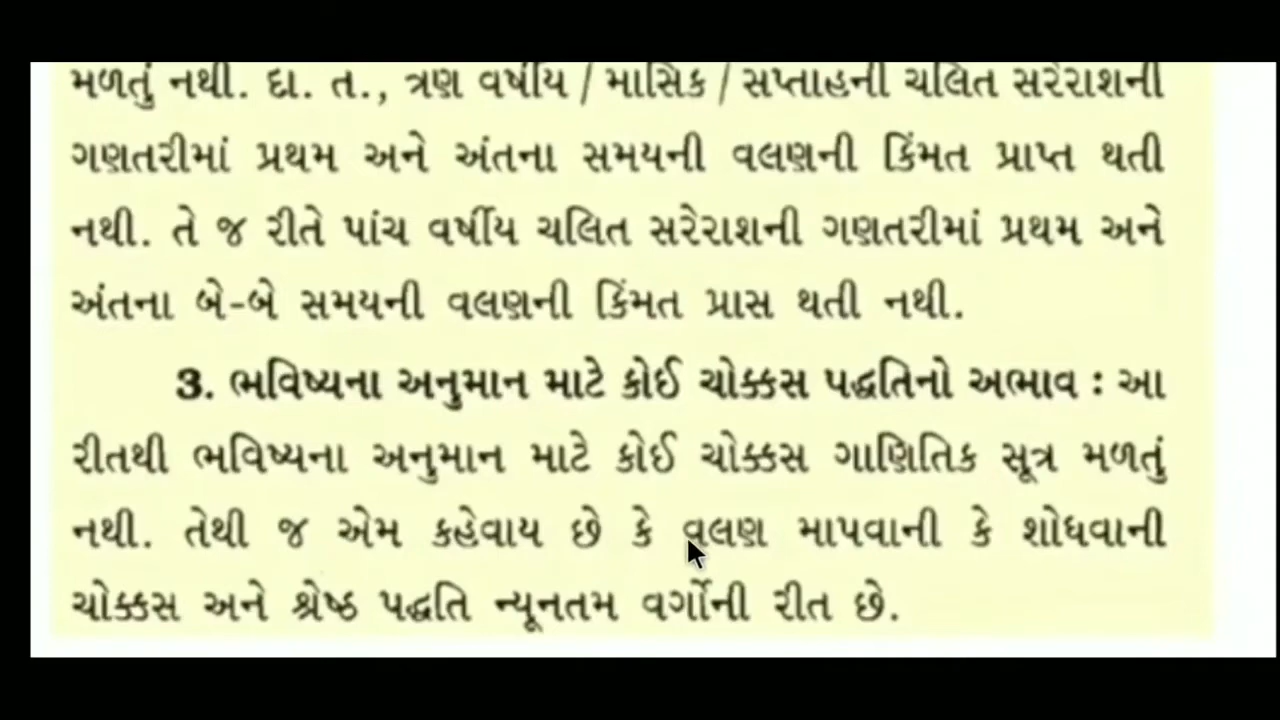 મળતું નથી. દા. ત., ત્રણ વર્ષીય / માસિક / સપ્તાહની ચલિત સરેરાશની
ગણતરીમાં પ્રથમ અને અંતના સમયની વલણની કિંમત પ્રાપ્ત થતી
નથી. તે જ રીતે પાંચ વર્ષીય ચલિત સરેરાશની ગણતરીમાં પ્રથમ અને
અંતના બે-બે સમયની વલણની કિંમત પ્રાસ થતી નથી.
3. ભવિષ્યના અનુમાન માટે કોઈ ચોક્કસ પદ્ધતિનો અભાવ : આ
રીતથી ભવિષ્યના અનુમાન માટે કોઈ ચોક્કસ ગાણિતિક સૂત્ર મળતું
નથી. તેથી જ એમ કહેવાય છે કે વલણ માપવાની કે શોધવાની
ચોક્કસ અને શ્રેષ્ઠ પદ્ધતિ ન્યૂનતમ વર્ગોની રીત છે.